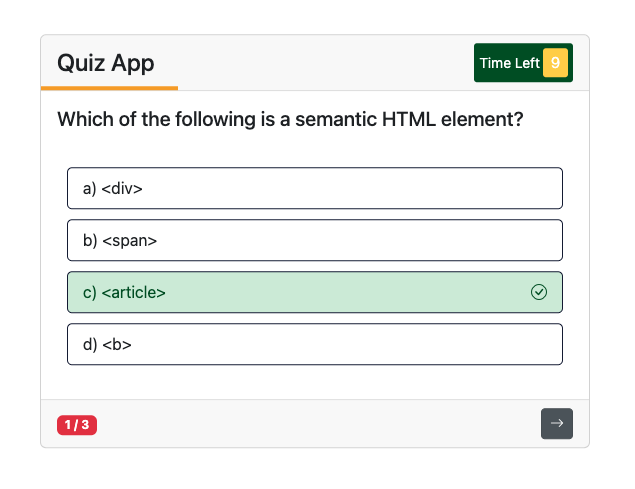 Quiz App
Time Left 9
Which of the following is a semantic HTML element?
a) <div>
b) <span>
c) <article>
d) <b>
1 / 3